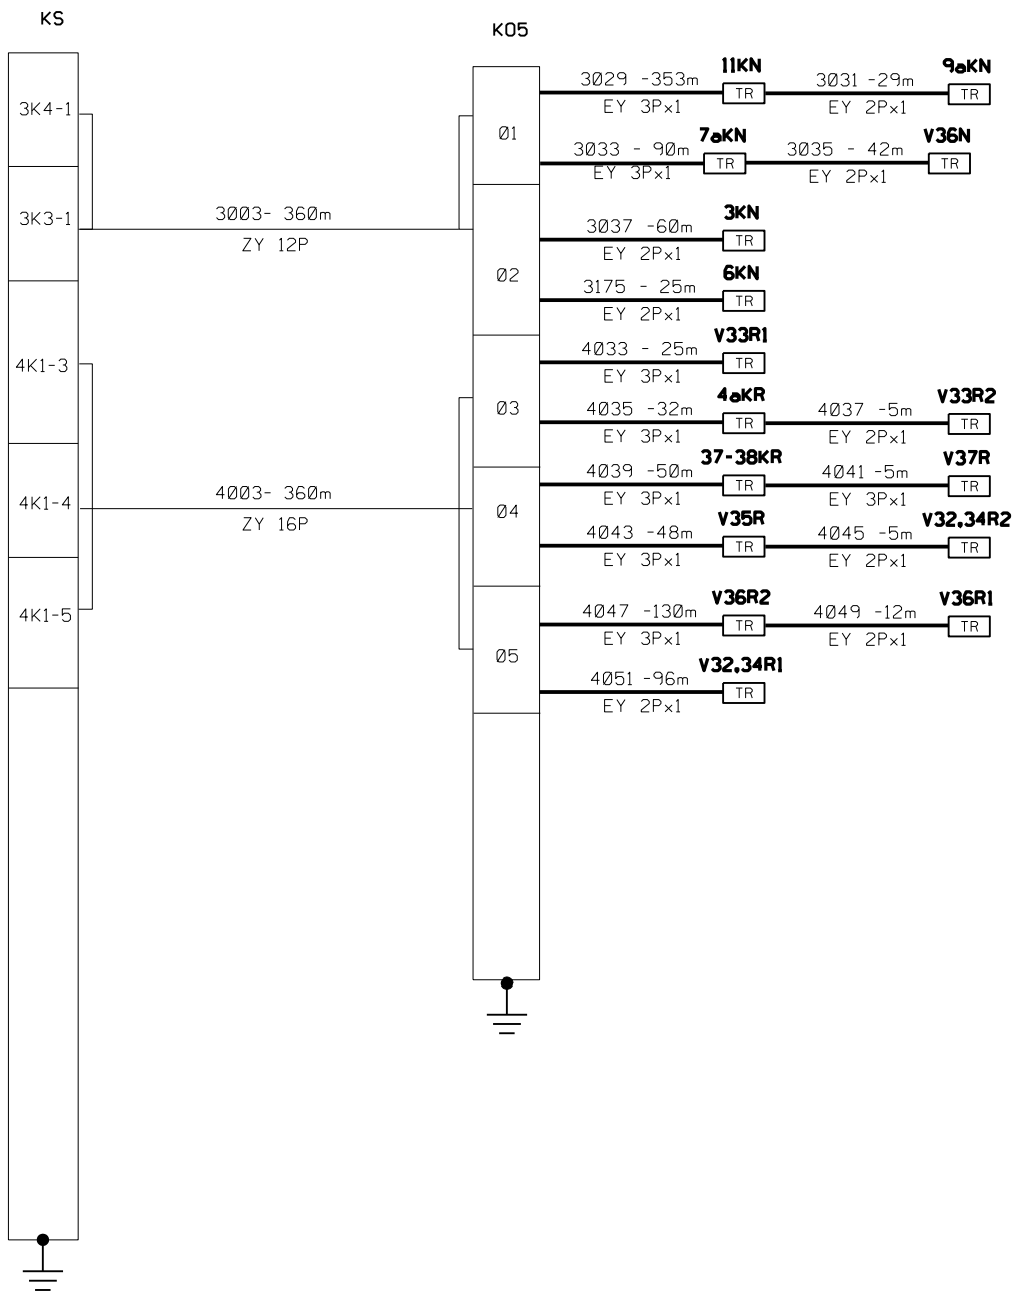 KS
K05
3K4-1
3K3-1
4K1-3
4K1-4
4K1-5
3003- 360m
ZY 12P
4003- 360m
ZY 16P
01
02
03
04
05
3029 -353m
EY 3Px1
11KN
TR
3031 -29m
EY 2Px1
9aKN
TR
3033 - 90m
EY 3Px1
7aKN
TR
3035 - 42m
EY 2Px1
V36N
TR
3037 -60m
EY 2Px1
3KN
TR
3175 - 25m
EY 2Px1
6KN
TR
4033 - 25m
EY 3Px1
V33R1
TR
4035 -32m
EY 3Px1
4aKR
TR
4037 -5m
EY 2Px1
V33R2
TR
4039 -50m
EY 3Px1
37-38KR
TR
4041 -5m
EY 3Px1
V37R
TR
4043 -48m
EY 3Px1
V35R
TR
4045 -5m
EY 2Px1
V32,34R2
TR
4047 -130m
EY 3Px1
V36R2
TR
4049 -12m
EY 2Px1
V36R1
TR
4051 -96m
EY 2Px1
V32,34R1
TR